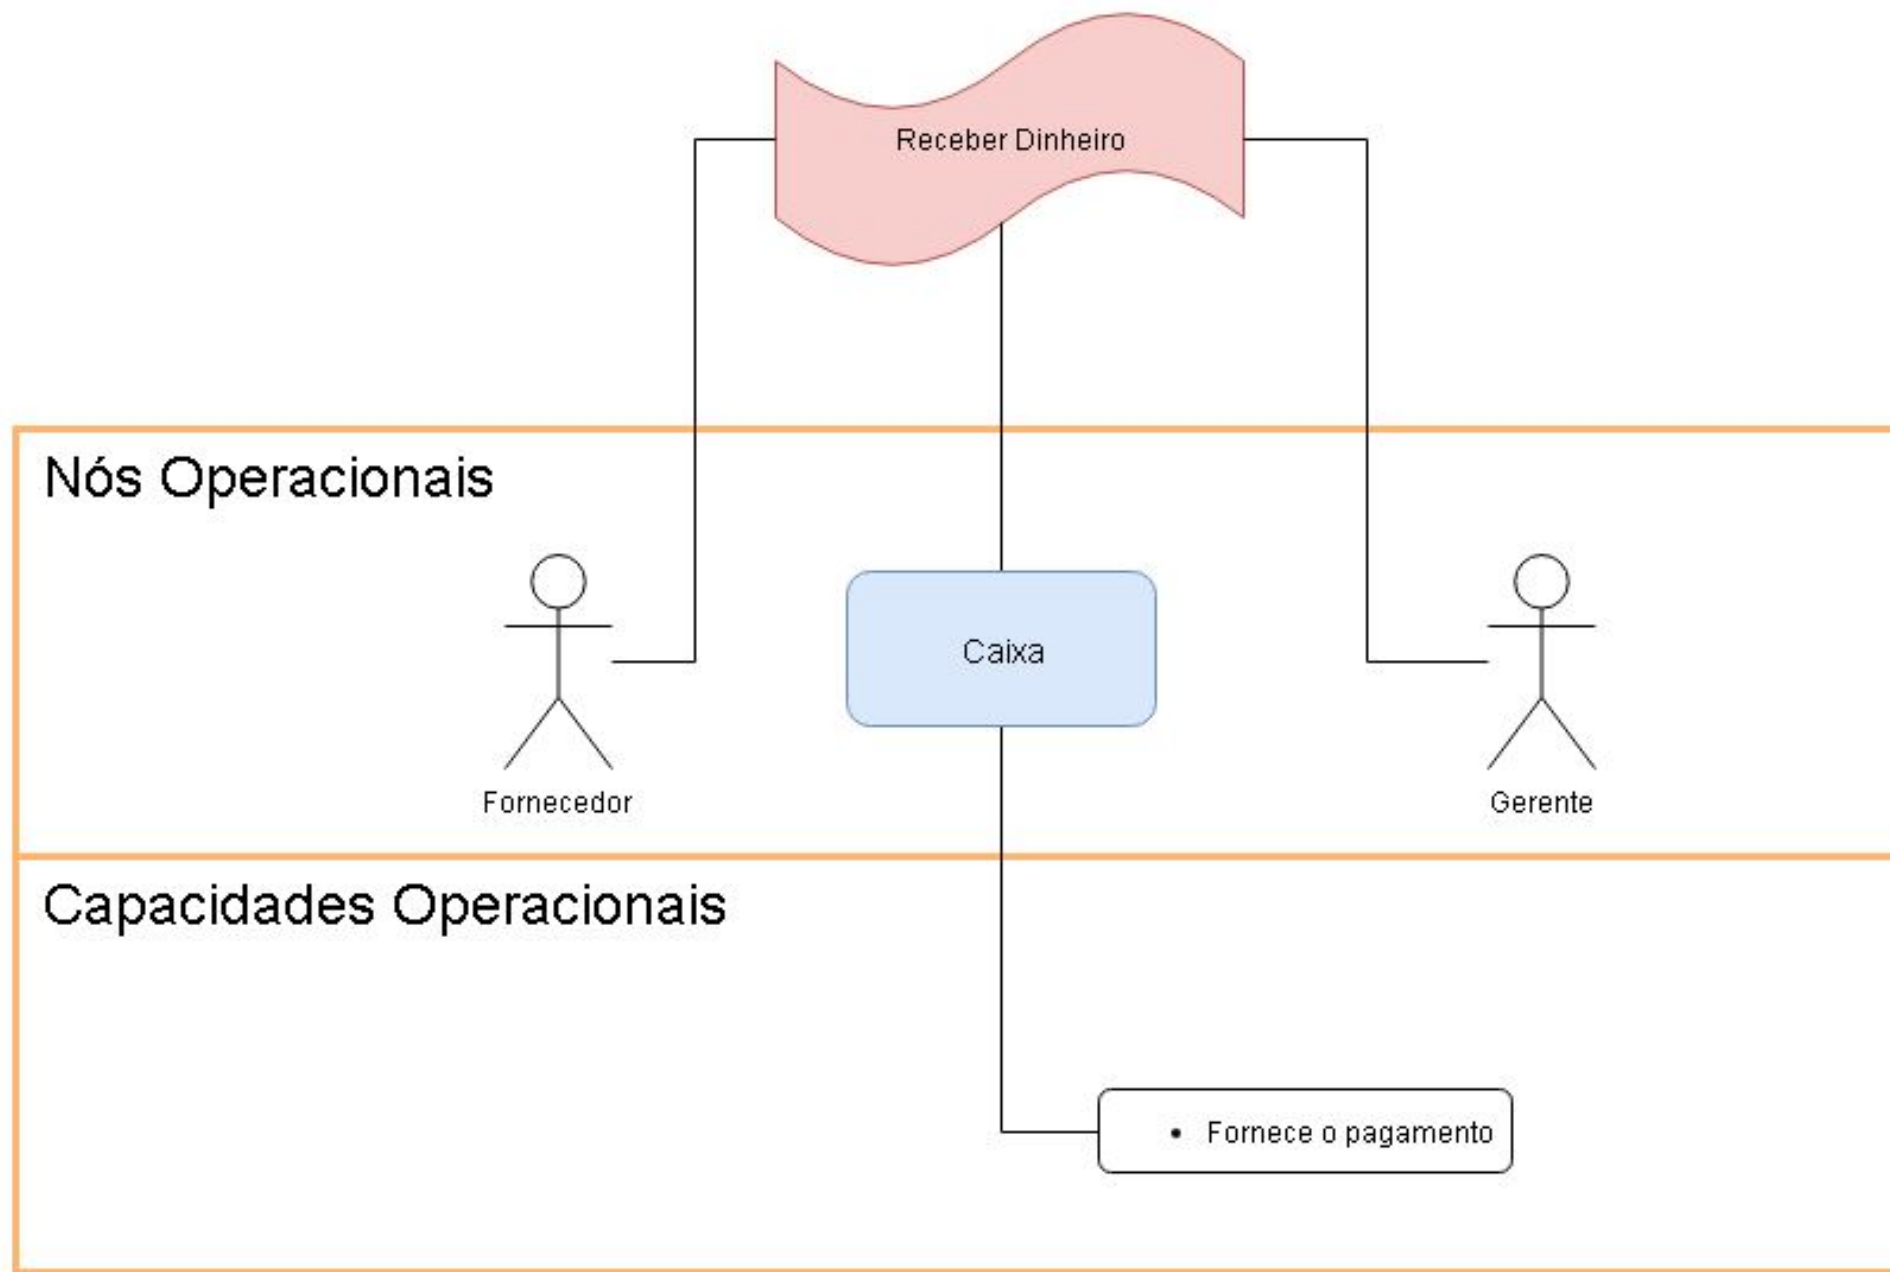 Receber Dinheiro
Nós Operacionais
Caixa
Fornecedor
Gerente
Capacidades Operacionais
• Fornece o pagamento